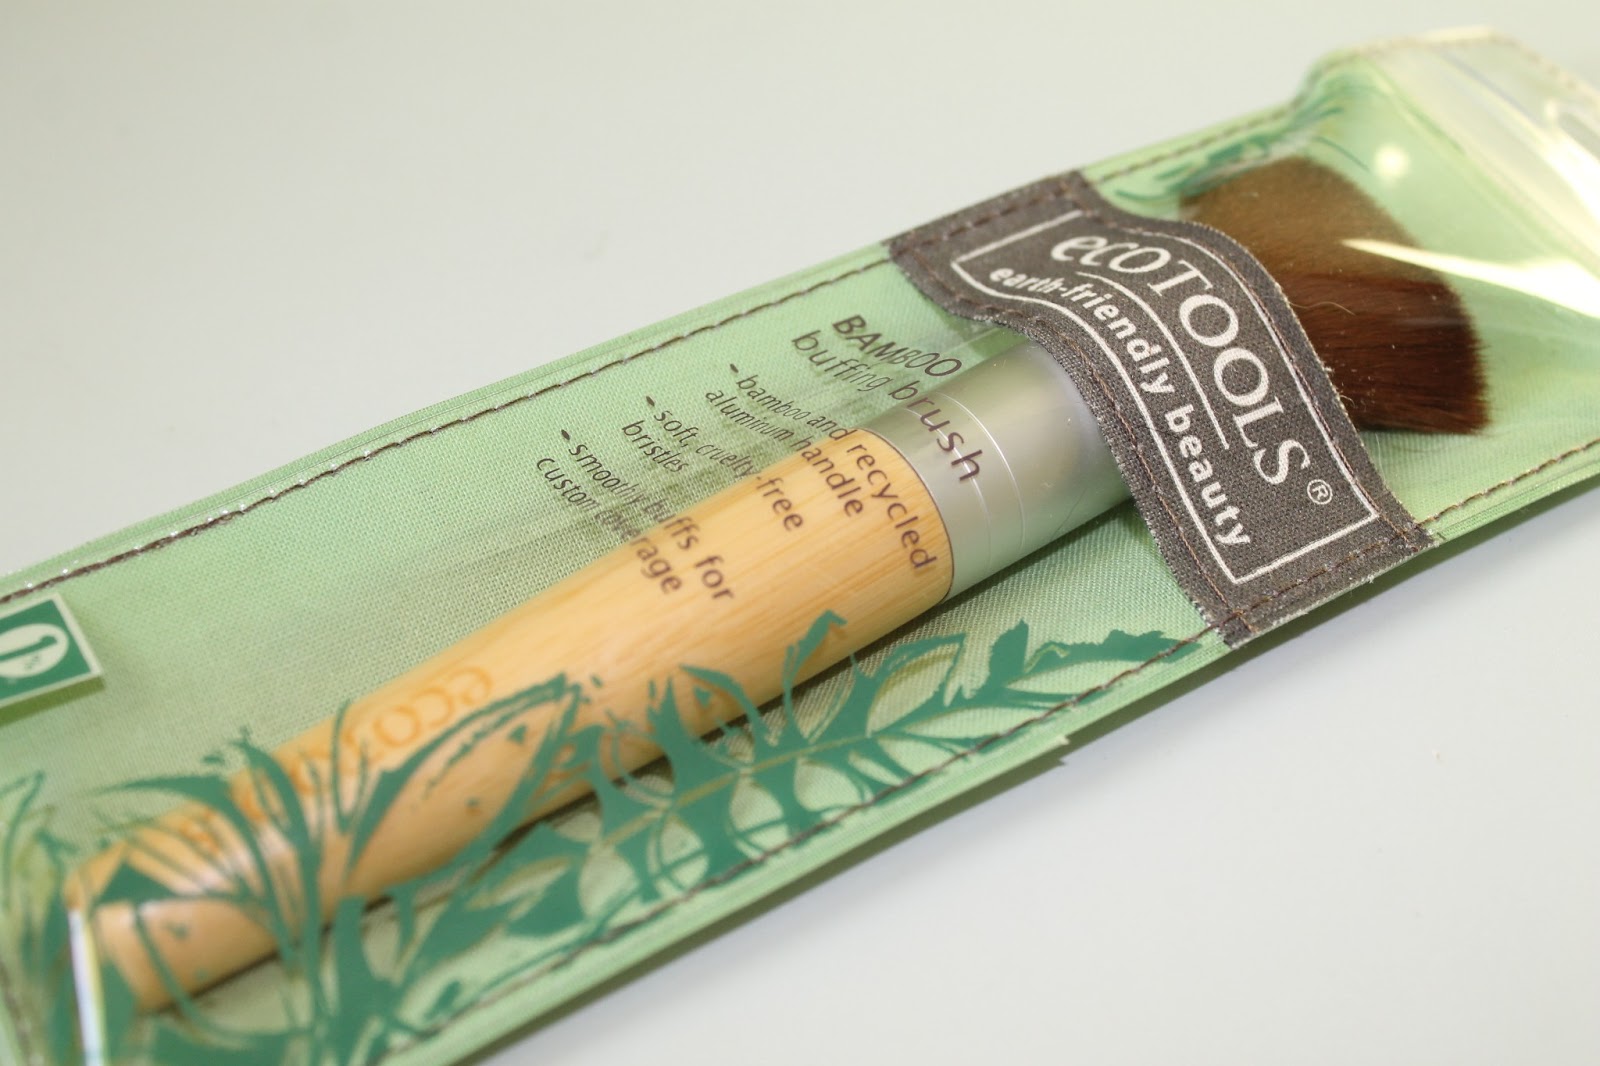 ecoTOOLS®
earth-friendly beauty
BAMBOO
buffing brush
- bamboo and recycled
aluminum handle
- soft, cruelty-free
bristles
- smoothly buffs for
custom coverage